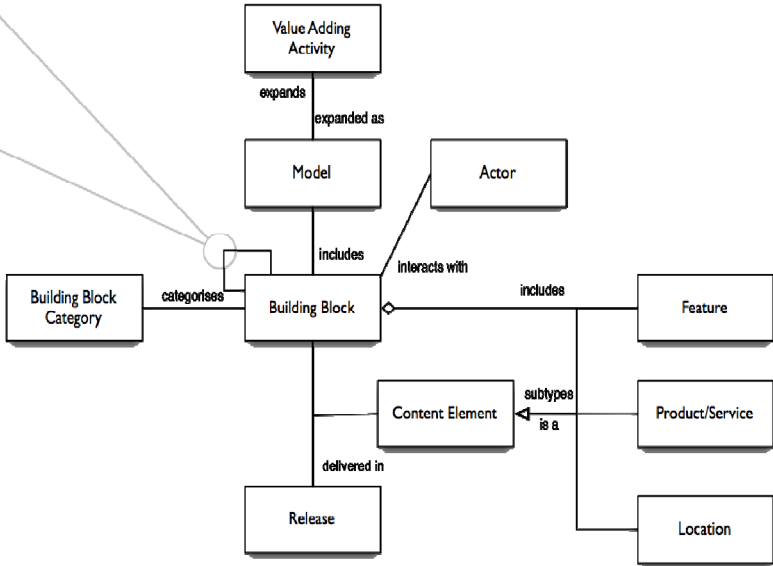 Value Adding
Activity
expands
expanded as
Model
Actor
includes
interacts with
Building Block
Category
categorises
Building Block
includes
Feature
Content Element
subtypes
is a
Product/Service
delivered in
Release
Location